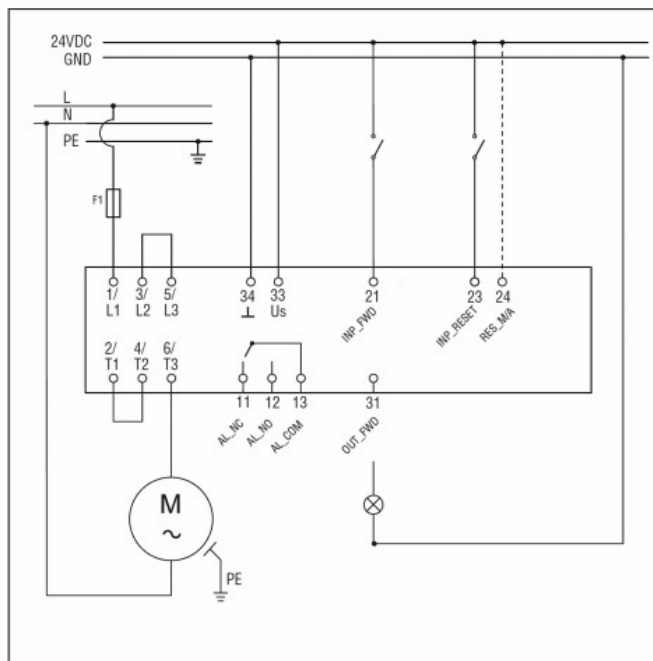 24VDC
GND
L
N
PE
F1
1/ 3/ 5/ 34 33 21 23 24
L1 L2 L3 ⊥ Us INP_FWD INP_RESET RES_M/A
2/ 4/ 6/
T1 T2 T3
11 12 13 31
AL_NC AL_NO AL_COM OUT_FWD
M
~
PE